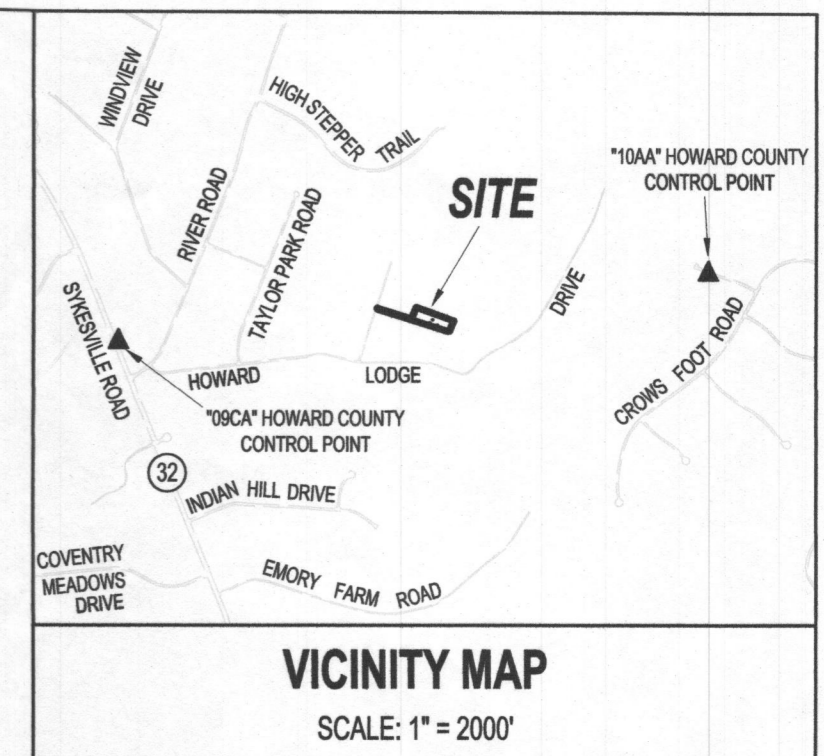 WINDVIEW
DRIVE
HIGH STEPPER TRAIL
"10AA" HOWARD COUNTY
CONTROL POINT
RIVER ROAD
SITE
TAYLOR PARK ROAD
SYKESVILLE ROAD
DRIVE
HOWARD LODGE
CROWS FOOT ROAD
"09CA" HOWARD COUNTY
CONTROL POINT
32
INDIAN HILL DRIVE
COVENTRY
MEADOWS
DRIVE
EMORY FARM ROAD
VICINITY MAP
SCALE: 1" = 2000'